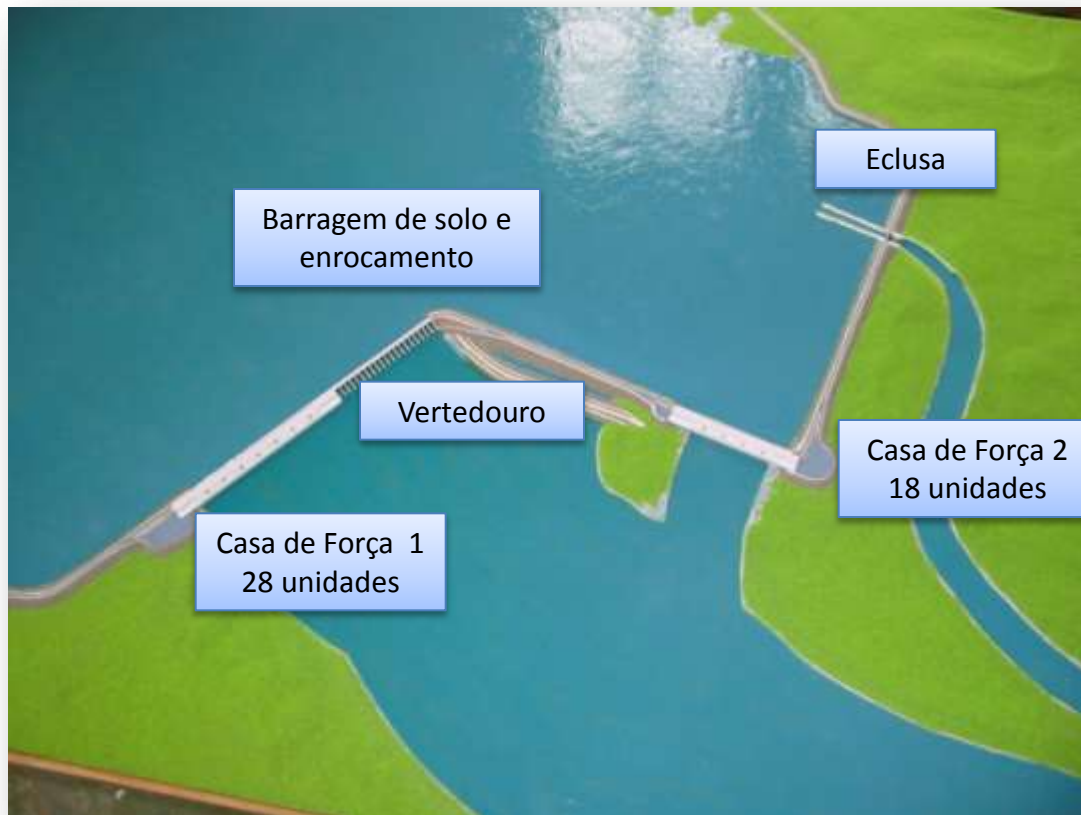 Eclusa
Barragem de solo e
enrocamento
Vertedouro
Casa de Força 2
18 unidades
Casa de Força 1
28 unidades